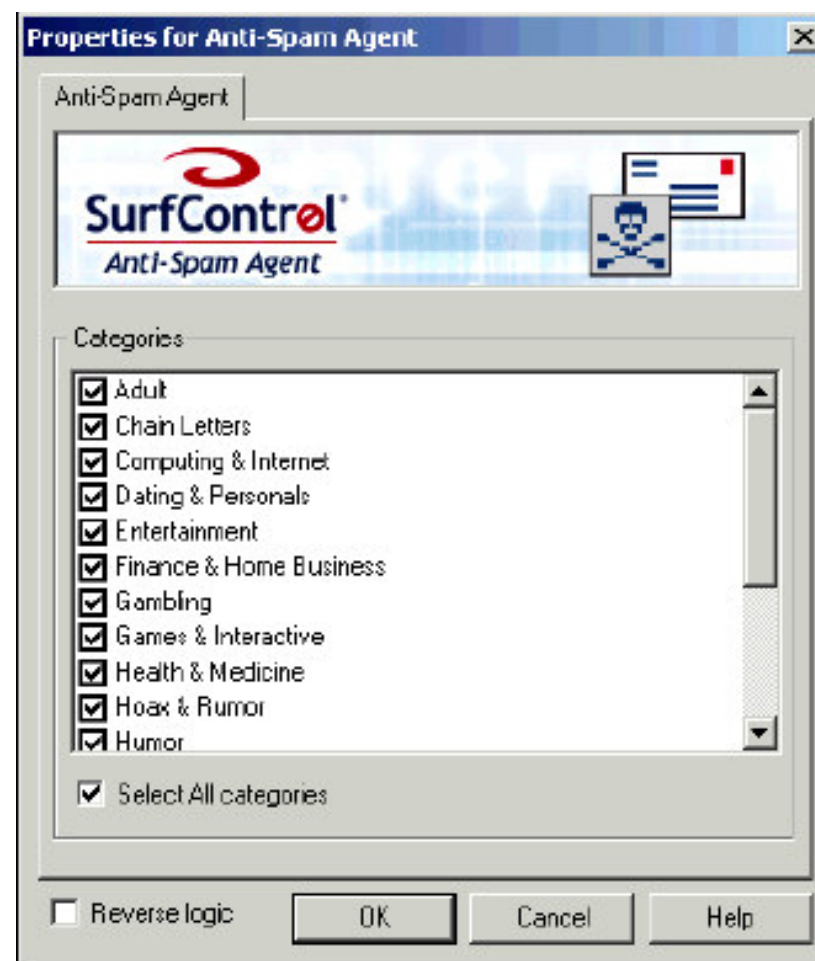 Properties for Anti-Spam Agent
Anti-Spam Agent
SurfControl
Anti-Spam Agent
Categories
Adult
Chain Letters
Computing & Internet
Dating & Personals
Entertainment
Finance & Home Business
Gambling
Games & Interactive
Health & Medicine
Hoax & Rumor
Humor
Select All categories
Reverse logic
OK
Cancel
Help